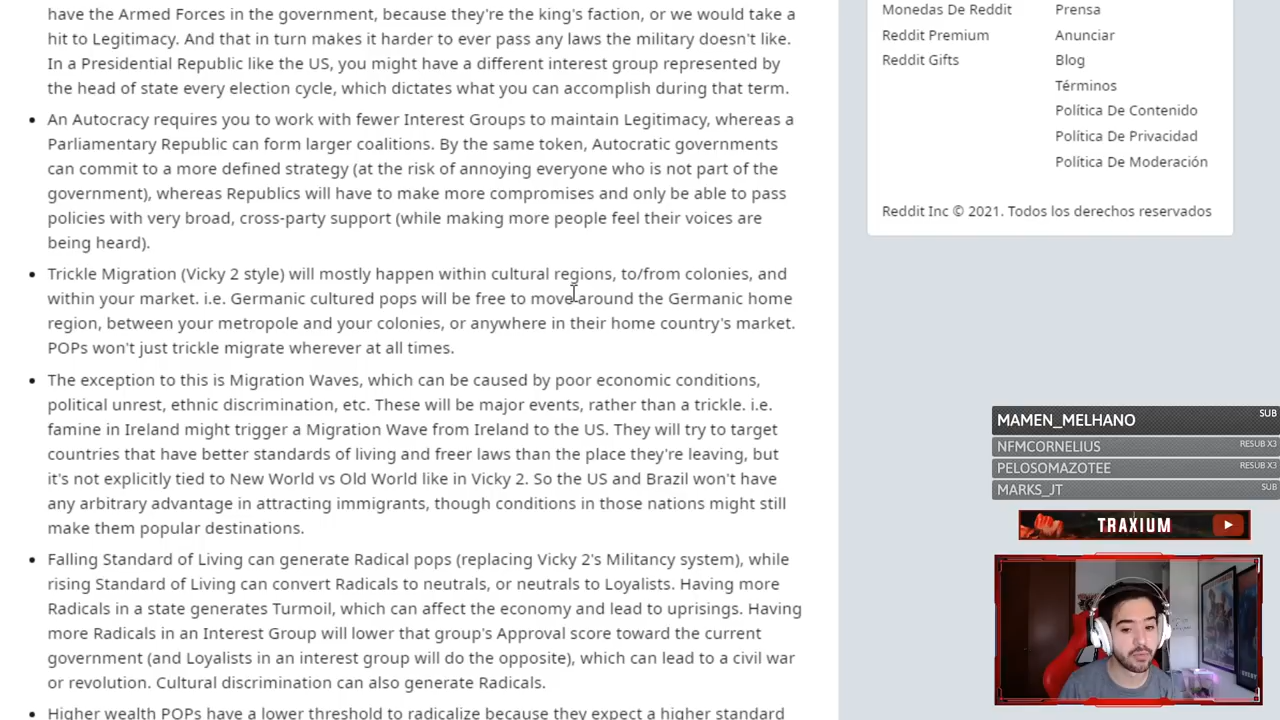 have the Armed Forces in the government, because they're the king's faction, or we would take a
hit to Legitimacy. And that in turn makes it harder to ever pass any laws the military doesn't like.
In a Presidential Republic like the US, you might have a different interest group represented by
the head of state every election cycle, which dictates what you can accomplish during that term.
An Autocracy requires you to work with fewer Interest Groups to maintain Legitimacy, whereas a
Parliamentary Republic can form larger coalitions. By the same token, Autocratic governments
can commit to a more defined strategy (at the risk of annoying everyone who is not part of the
government), whereas Republics will have to make more compromises and only be able to pass
policies with very broad, cross-party support (while making more people feel their voices are
being heard).
Trickle Migration (Vicky 2 style) will mostly happen within cultural regions, to/from colonies, and
within your market. i.e. Germanic cultured pops will be free to move around the Germanic home
region, between your metropole and your colonies, or anywhere in their home country's market.
POPs won't just trickle migrate wherever at all times.
The exception to this is Migration Waves, which can be caused by poor economic conditions,
political unrest, ethnic discrimination, etc. These will be major events, rather than a trickle. i.e.
famine in Ireland might trigger a Migration Wave from Ireland to the US. They will try to target
countries that have better standards of living and freer laws than the place they're leaving, but
it's not explicitly tied to New World vs Old World like in Vicky 2. So the US and Brazil won't have
any arbitrary advantage in attracting immigrants, though conditions in those nations might still
make them popular destinations.
Falling Standard of Living can generate Radical pops (replacing Vicky 2's Militancy system), while
rising Standard of Living can convert Radicals to neutrals, or neutrals to Loyalists. Having more
Radicals in a state generates Turmoil, which can affect the economy and lead to uprisings. Having
more Radicals in an Interest Group will lower that group's Approval score toward the current
government (and Loyalists in an interest group will do the opposite), which can lead to a civil war
or revolution. Cultural discrimination can also generate Radicals.
Higher wealth POPs have a lower threshold to radicalize because they expect a higher standard
Monedas De Reddit
Reddit Premium
Reddit Gifts
Prensa
Anunciar
Blog
Términos
Política De Contenido
Política De Privacidad
Política De Moderación
Reddit Inc © 2021. Todos los derechos reservados
MAMEN_MELHANO SUB
NFMCORNELIUS RESUB X3
PELOSOMAZOTEE RESUB X3
MARKS_JT SUB
TRAXIUM